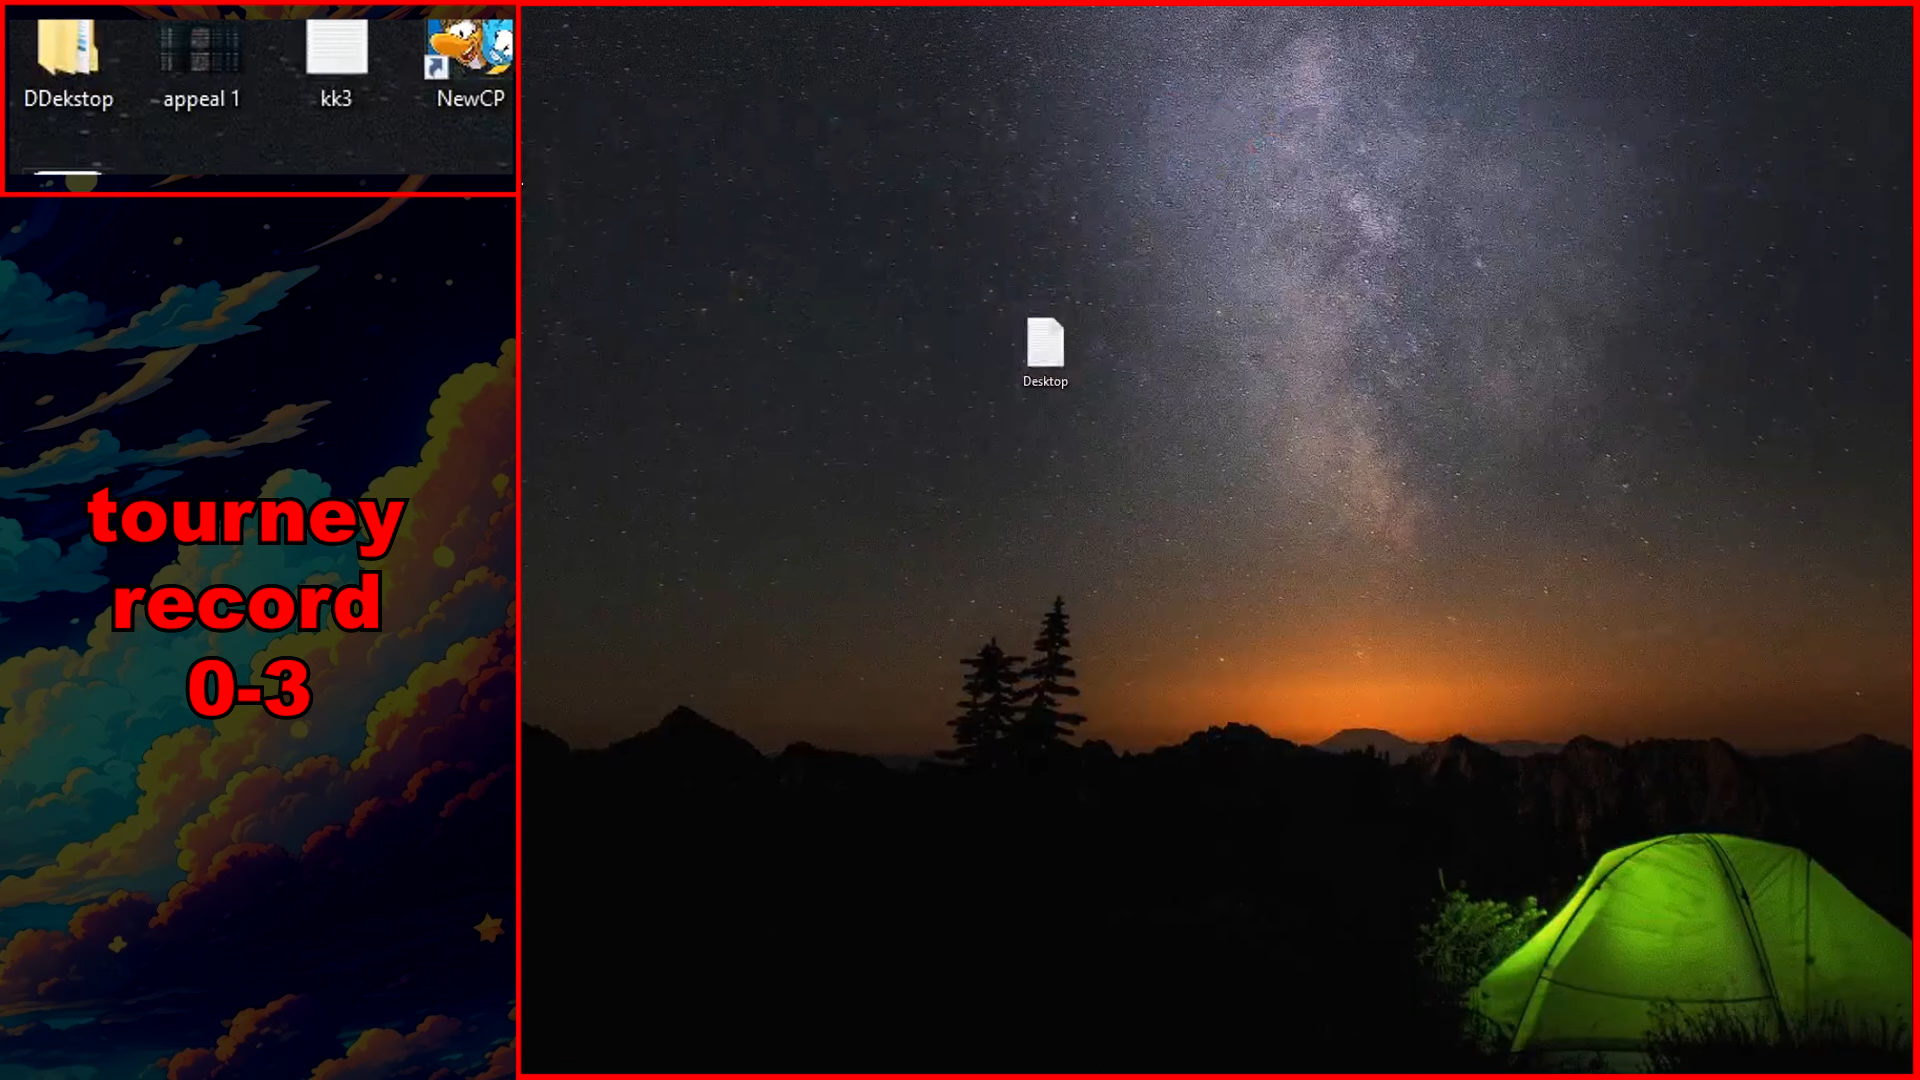 DDekstop
appeal 1
kk3
NewCP
Desktop
tourney
record
0-3